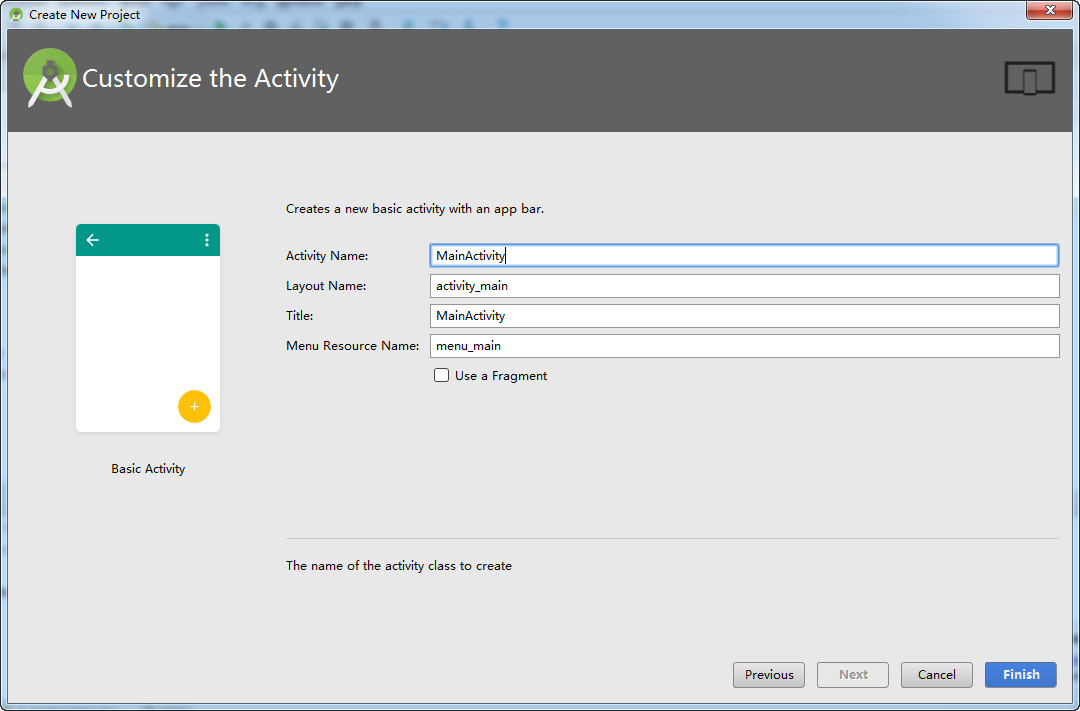 Create New Project
Customize the Activity
Creates a new basic activity with an app bar.
Activity Name: MainActivity
Layout Name: activity_main
Title: MainActivity
Menu Resource Name: menu_main
Use a Fragment
Basic Activity
The name of the activity class to create
Previous Next Cancel Finish